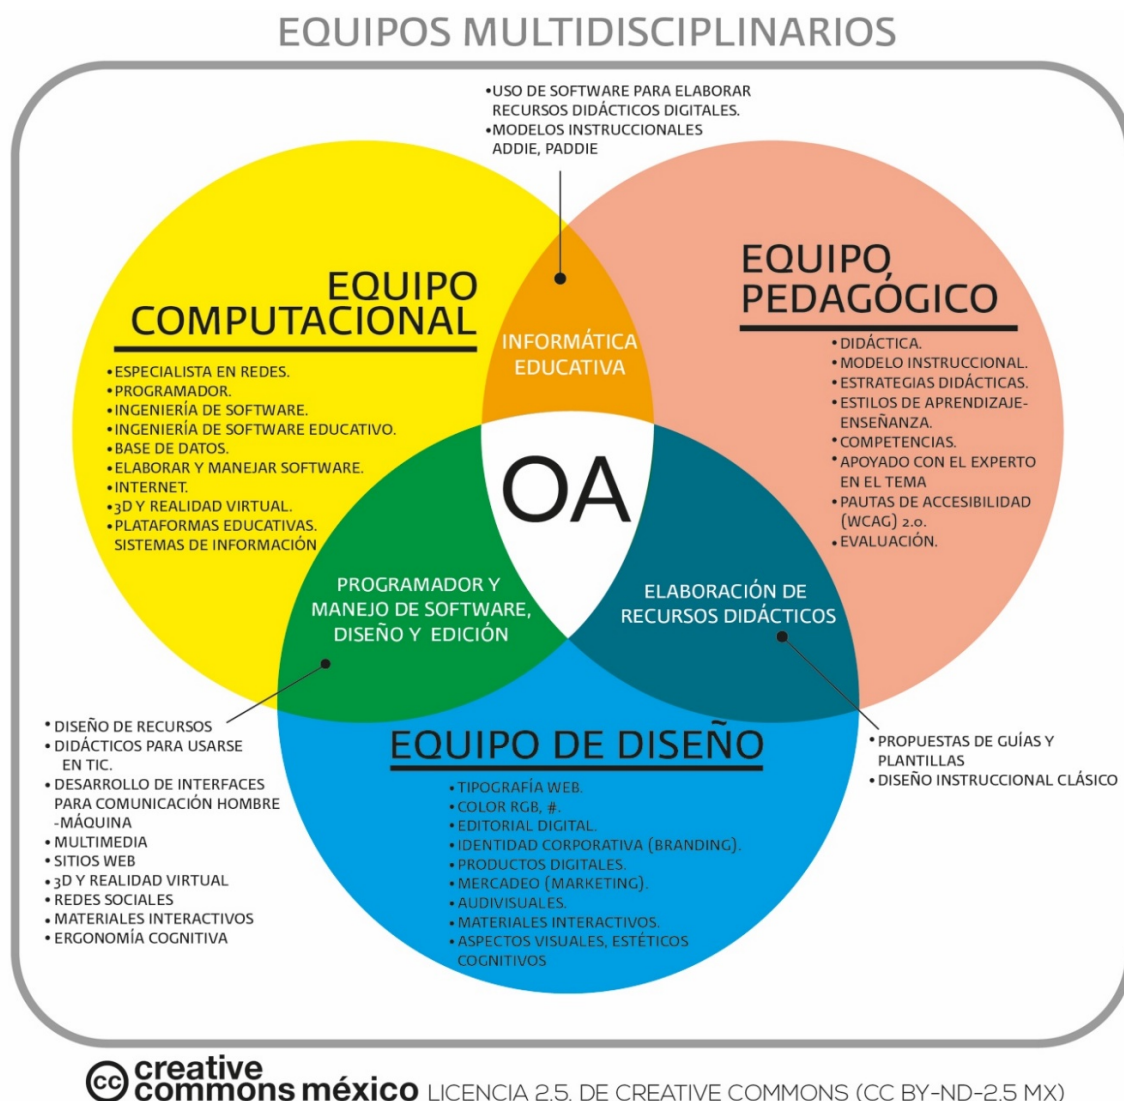 EQUIPOS MULTIDISCIPLINARIOS
•USO DE SOFTWARE PARA ELABORAR
RECURSOS DIDÁCTICOS DIGITALES.
•MODELOS INSTRUCCIONALES
ADDIE, PADDIE
EQUIPO
COMPUTACIONAL
•ESPECIALISTA EN REDES.
•PROGRAMADOR.
•INGENIERÍA DE SOFTWARE.
•INGENIERÍA DE SOFTWARE EDUCATIVO.
•BASE DE DATOS.
•ELABORAR Y MANEJAR SOFTWARE.
•INTERNET.
•3D Y REALIDAD VIRTUAL.
•PLATAFORMAS EDUCATIVAS.
SISTEMAS DE INFORMACIÓN
INFORMÁTICA
EDUCATIVA
EQUIPO
PEDAGÓGICO
•DIDÁCTICA.
•MODELO INSTRUCCIONAL.
•ESTRATEGIAS DIDÁCTICAS.
•ESTILOS DE APRENDIZAJE-
ENSEÑANZA.
•COMPETENCIAS.
•APOYADO CON EL EXPERTO
EN EL TEMA
•PAUTAS DE ACCESIBILIDAD
(WCAG) 2.0.
•EVALUACIÓN.
OA
PROGRAMADOR Y
MANEJO DE SOFTWARE,
DISEÑO Y EDICIÓN
ELABORACIÓN DE
RECURSOS DIDÁCTICOS
•DISEÑO DE RECURSOS
•DIDÁCTICOS PARA USARSE
EN TIC.
•DESARROLLO DE INTERFACES
PARA COMUNICACIÓN HOMBRE
-MÁQUINA
•MULTIMEDIA
•SITIOS WEB
•3D Y REALIDAD VIRTUAL
•REDES SOCIALES
•MATERIALES INTERACTIVOS
•ERGONOMÍA COGNITIVA
EQUIPO DE DISEÑO
•TIPOGRAFÍA WEB.
•COLOR RGB, #.
•EDITORIAL DIGITAL.
•IDENTIDAD CORPORATIVA (BRANDING).
•PRODUCTOS DIGITALES.
•MERCADEO (MARKETING).
•AUDIVISUALES.
•MATERIALES INTERACTIVOS.
•ASPECTOS VISUALES, ESTÉTICOS
COGNITIVOS
•PROPUESTAS DE GUÍAS Y
PLANTILLAS
•DISEÑO INSTRUCCIONAL CLÁSICO
cc creative
commons méxico LICENCIA 2.5. DE CREATIVE COMMONS (CC BY-ND-2.5 MX)